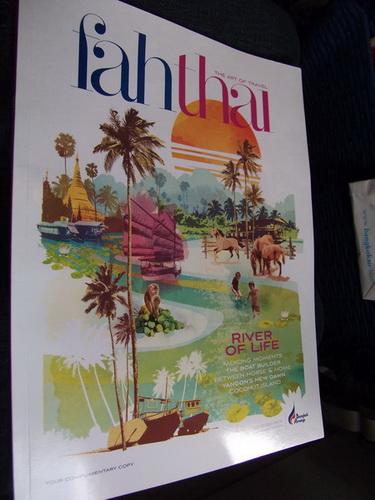 fahthai
THE ART OF TRAVEL
RIVER
OF LIFE
MEKONG MOMENTS
THE BOAT BUILDER
BETWEEN HORSE & HOME
YANGON'S NEW DAWN
COCONUT ISLAND
YOUR COMPLIMENTARY COPY